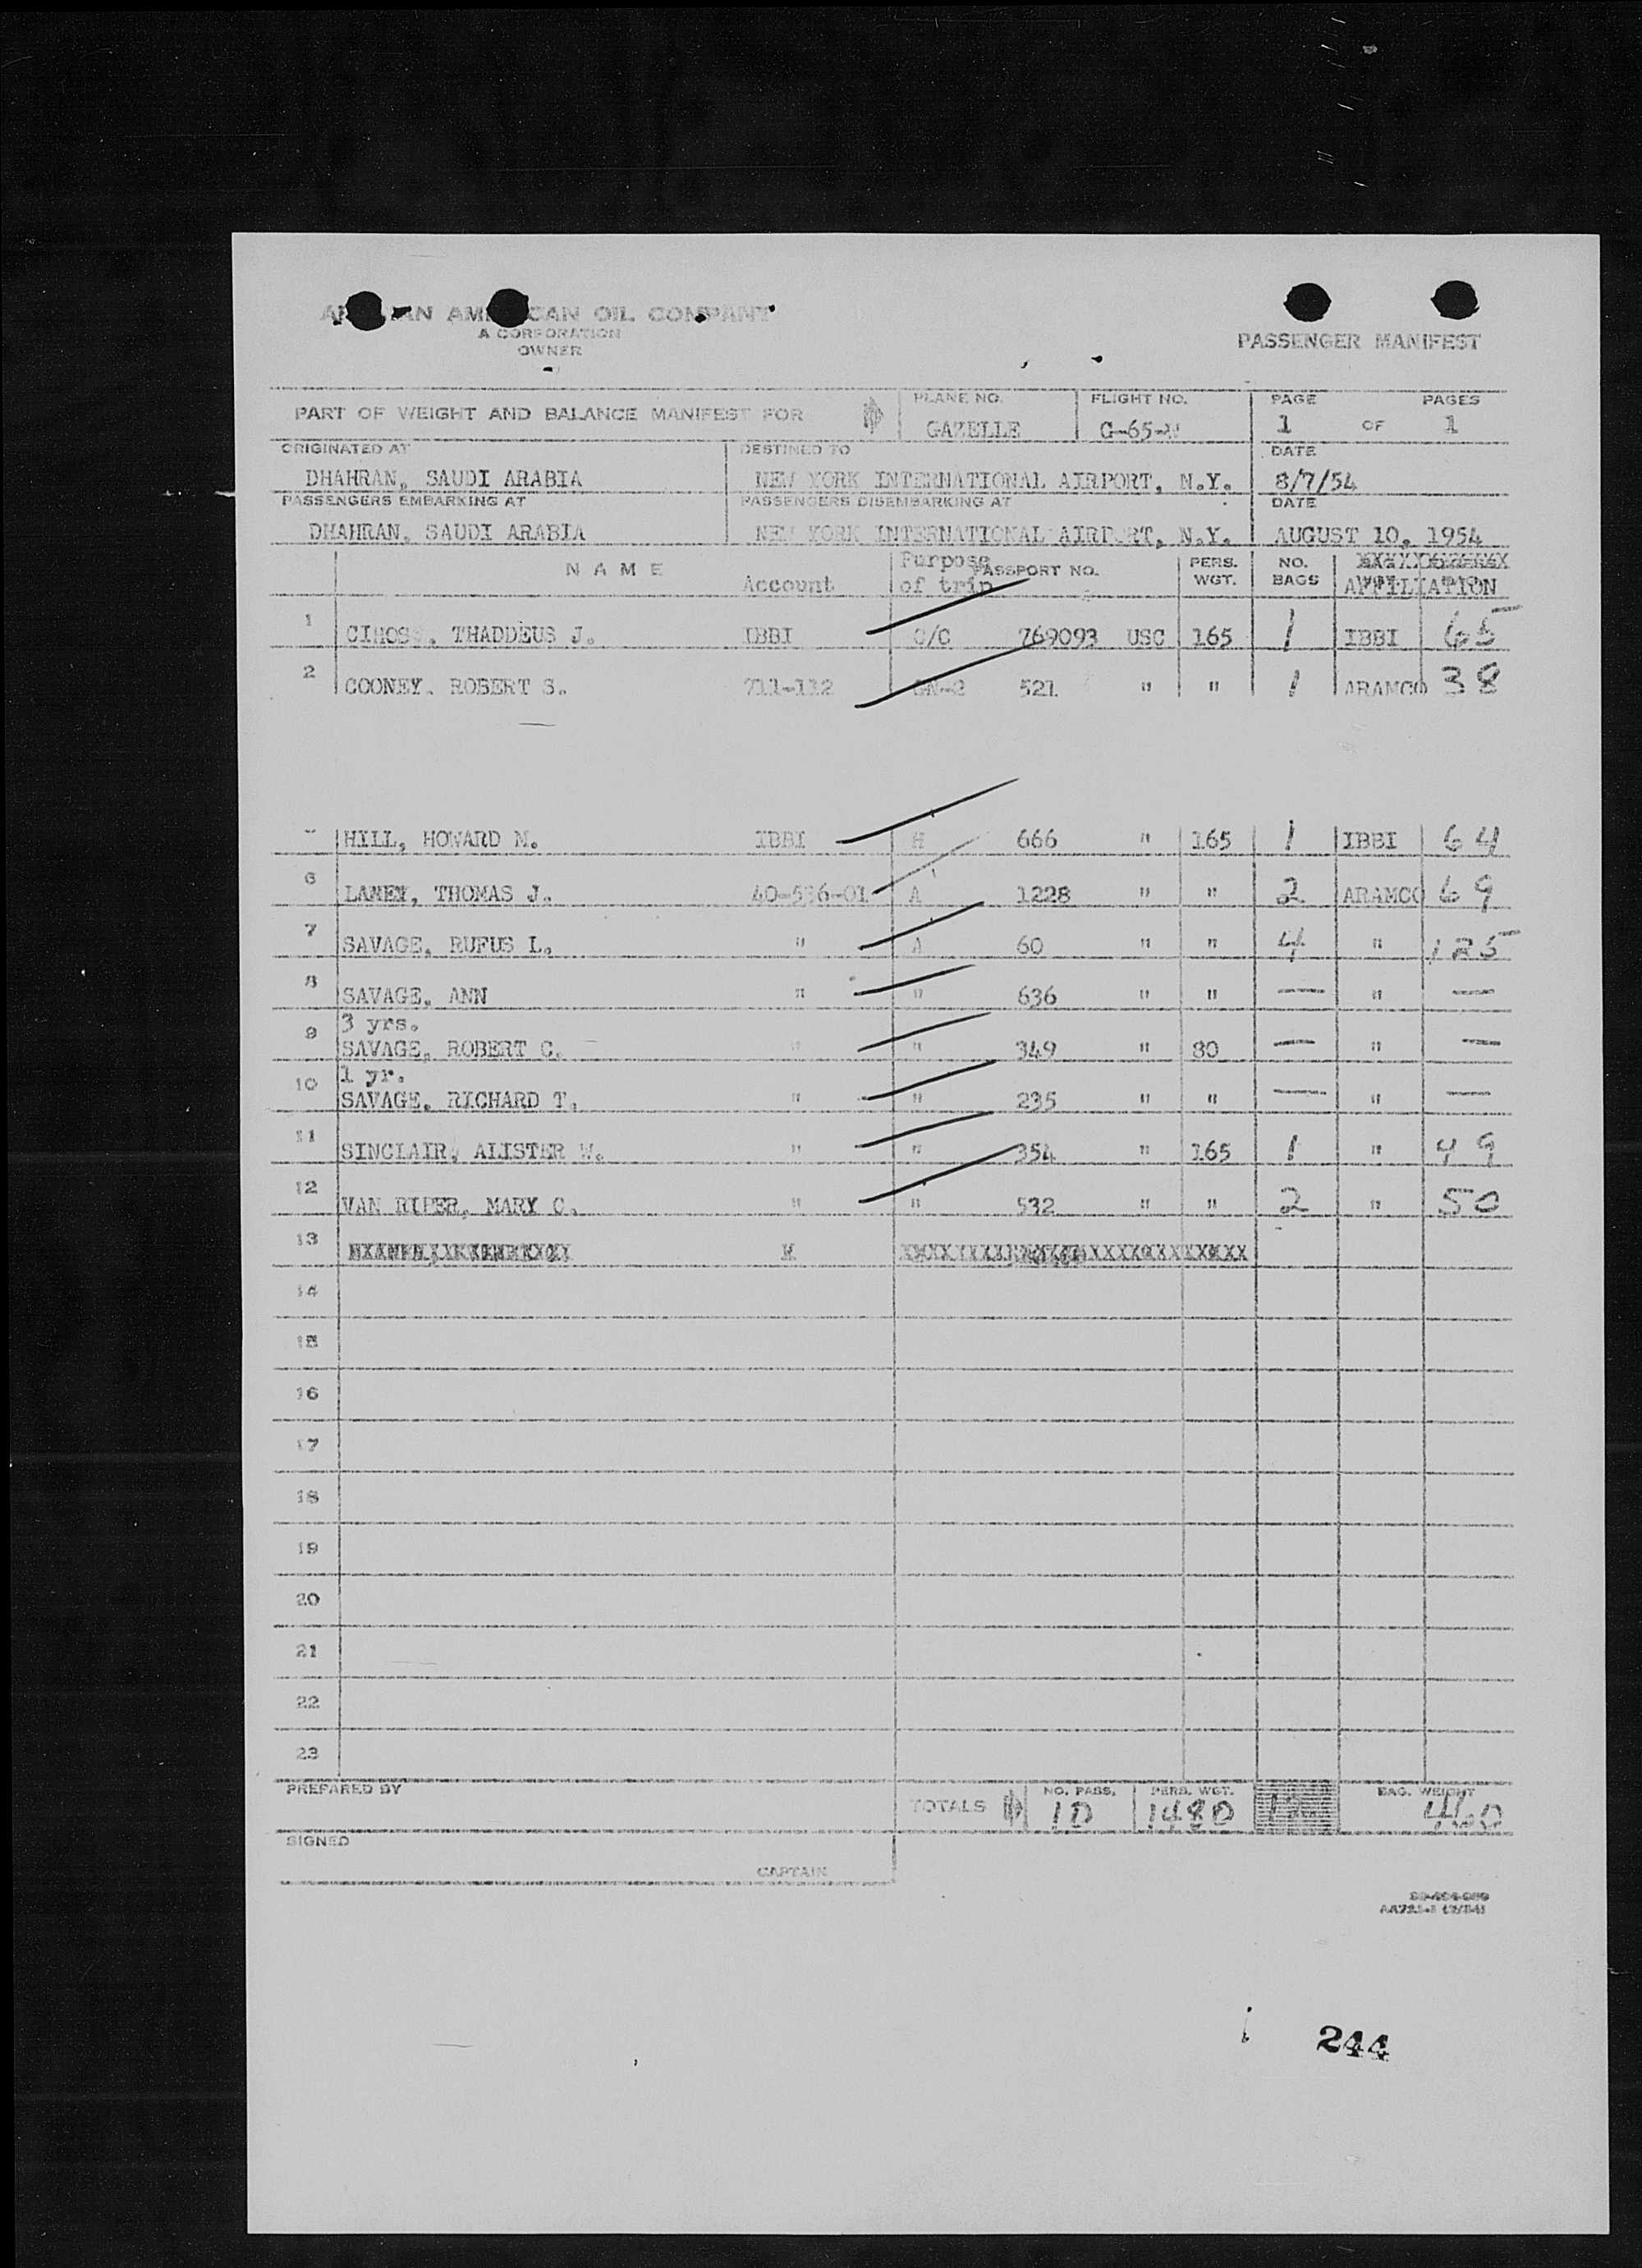 AMERICAN OIL COMPANY
A CORPORATION
OWNER
PASSENGER MANIFEST
PART OF WEIGHT AND BALANCE MANIFEST FOR
PLANE NO.
GAZELLE
FLIGHT NO.
PAGE 1 OF PAGES 1
ORIGINATED AT
DHAHRAN, SAUDI ARABIA
DESTINED TO
NEW YORK INTERNATIONAL AIRPORT, N.Y.
DATE
8/7/54
PASSENGERS EMBARKING AT
DHAHRAN, SAUDI ARABIA
PASSENGERS DISEMBARKING AT
NEW YORK INTERNATIONAL AIRPORT, N.Y.
DATE
AUGUST 10, 1954
NAME Account Purpose of trip PASSPORT NO. PERS. WGT. NO. BAGS AFFILIATION
1 THADDEUS J. IBBI 769093 USC 165 1 IBBI 65
2 COONEY, ROBERT S. 711-112 521 " " 1 ARAMCO 38
HILL, HOWARD M. IBBI H 666 " 165 1 IBBI 64
6 THOMAS J. A 1228 " " 2 ARAMCO 69
7 SAVAGE, RUFUS L. " A 60 " " 4 " 125
8 SAVAGE, ANN " " 636 " " — " —
3 yrs.
9 SAVAGE, ROBERT C. " " 349 " 80 — " —
1 yr.
10 SAVAGE, RICHARD T. " " 235 " " — " —
11 SINCLAIR, ALISTER W. " " 354 " 165 1 " 49
12 VAN RIPER, MARY C. " " 532 " " 2 " 50
13
14
15
16
17
18
19
20
21
22
23
PREPARED BY
TOTALS NO. PASS. 10 PERS. WGT. 1480 BAG. WEIGHT 460
SIGNED
CAPTAIN
244